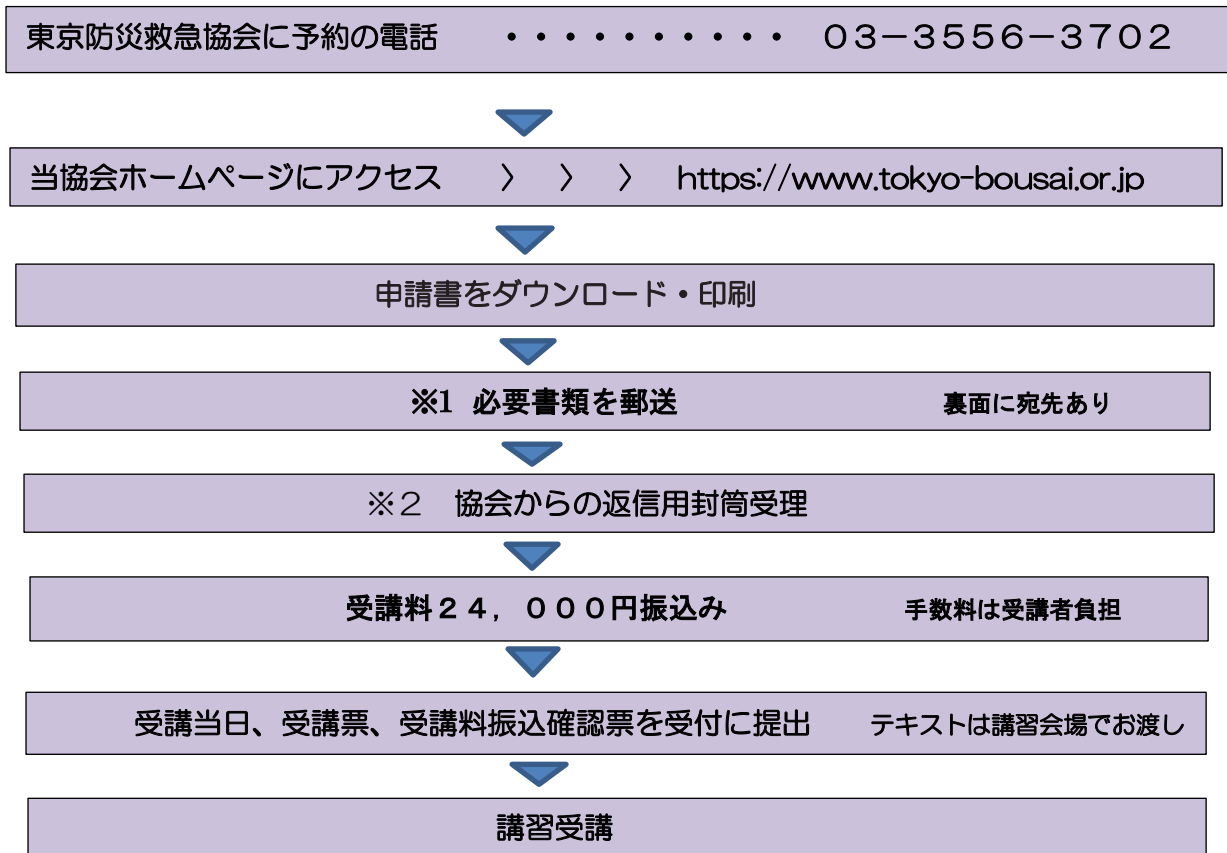 東京防災救急協会に予約の電話　・・・・・・・・・・　０３－３５５６－３７０２
当協会ホームページにアクセス　〉　〉　〉　https://www.tokyo-bousai.or.jp
申請書をダウンロード・印刷
※1 必要書類を郵送　裏面に宛先あり
※２　協会からの返信用封筒受理
受講料２４，０００円振込み　手数料は受講者負担
受講当日、受講票、受講料振込確認票を受付に提出　テキストは講習会場でお渡し
講習受講